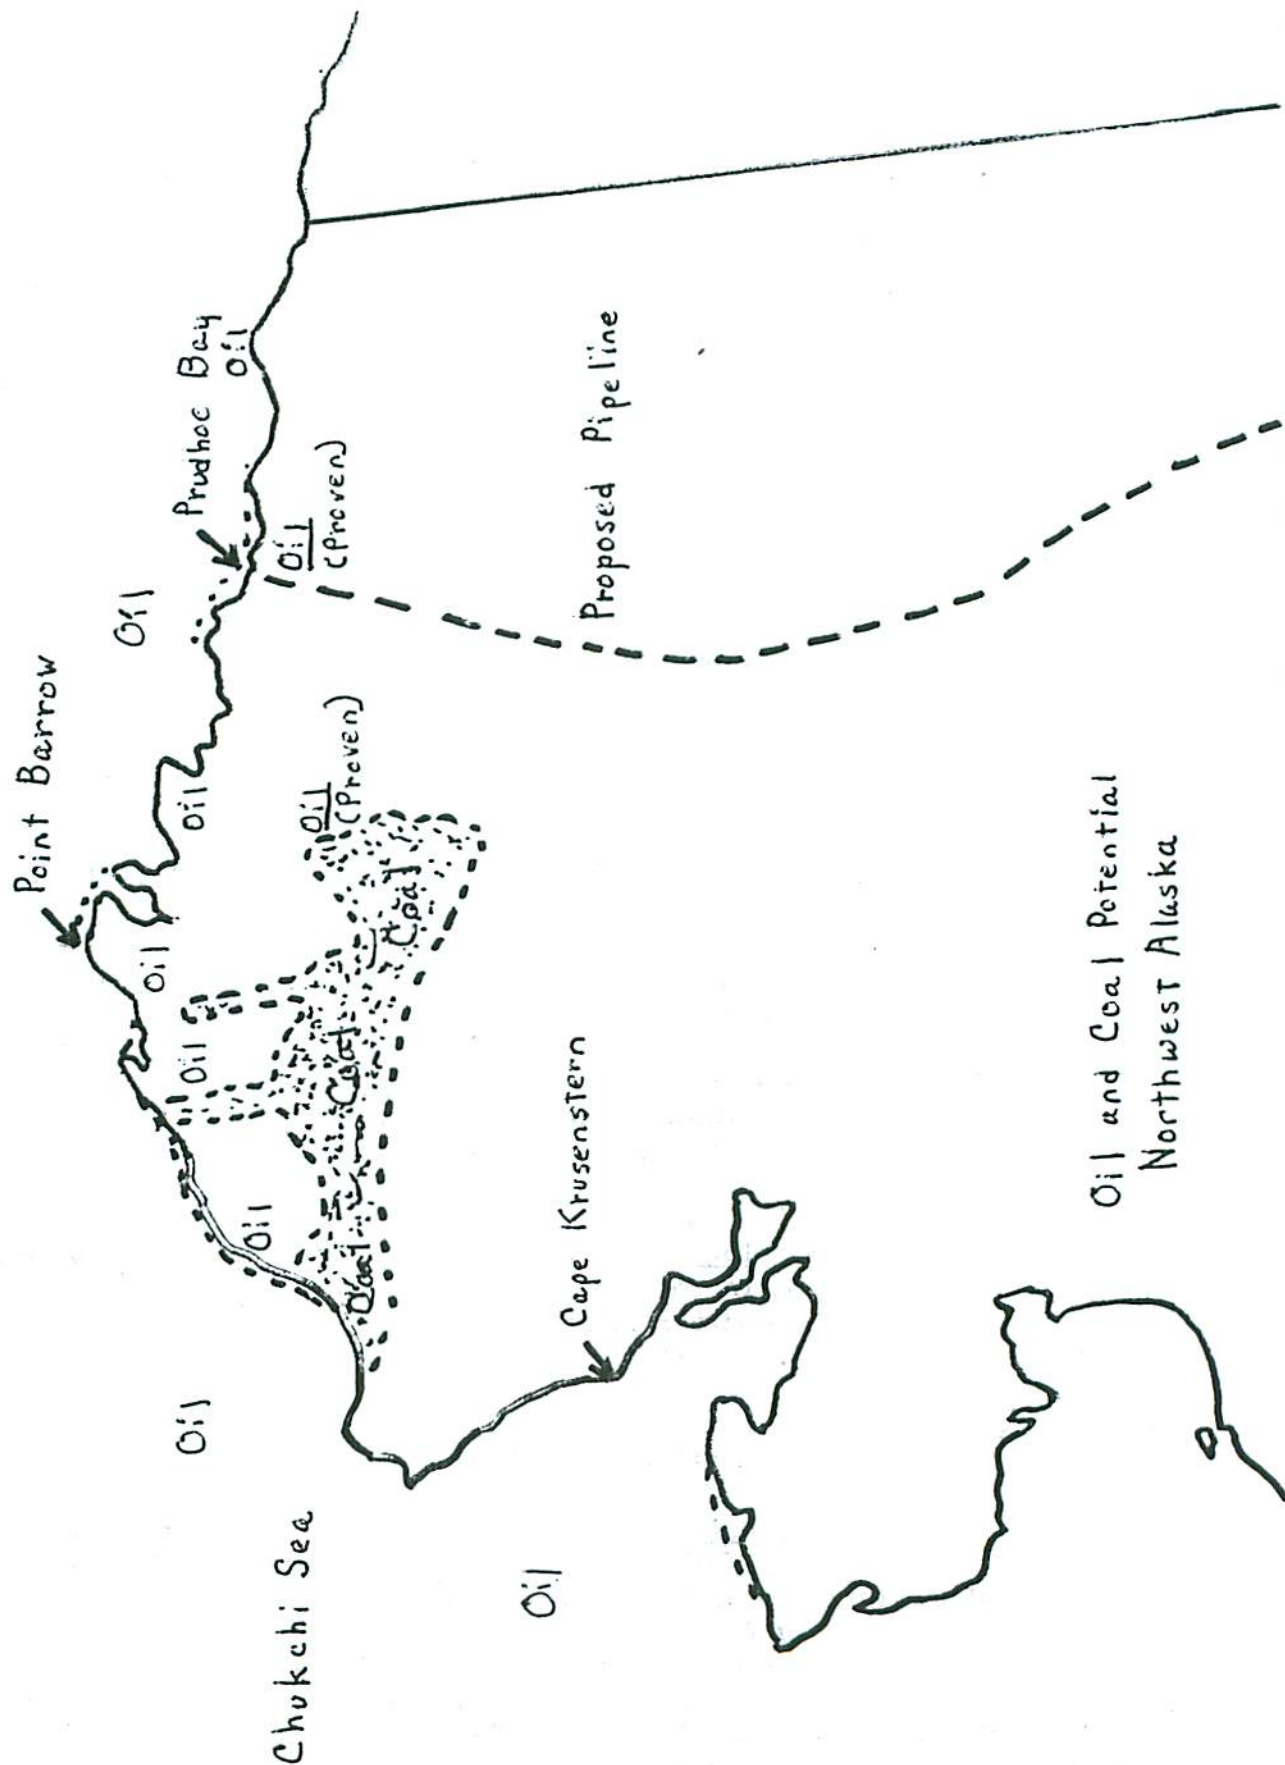 Point Barrow
Oil
Oil
Oil
Oil
Oil
Prudhoe Bay
Oil
Oil
Chukchi Sea
Oil
(Proven)
Oil
(Proven)
Coal
Coal
Coal
Oil
Cape Krusenstern
Proposed Pipeline
Oil and Coal Potential
Northwest Alaska